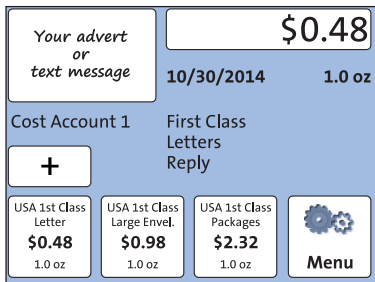 Your advert
or
text message
$0.48
10/30/2014 1.0 oz
Cost Account 1
First Class
Letters
Reply
+
USA 1st Class
Letter
$0.48
1.0 oz
USA 1st Class
Large Envel.
$0.98
1.0 oz
USA 1st Class
Packages
$2.32
1.0 oz
Menu